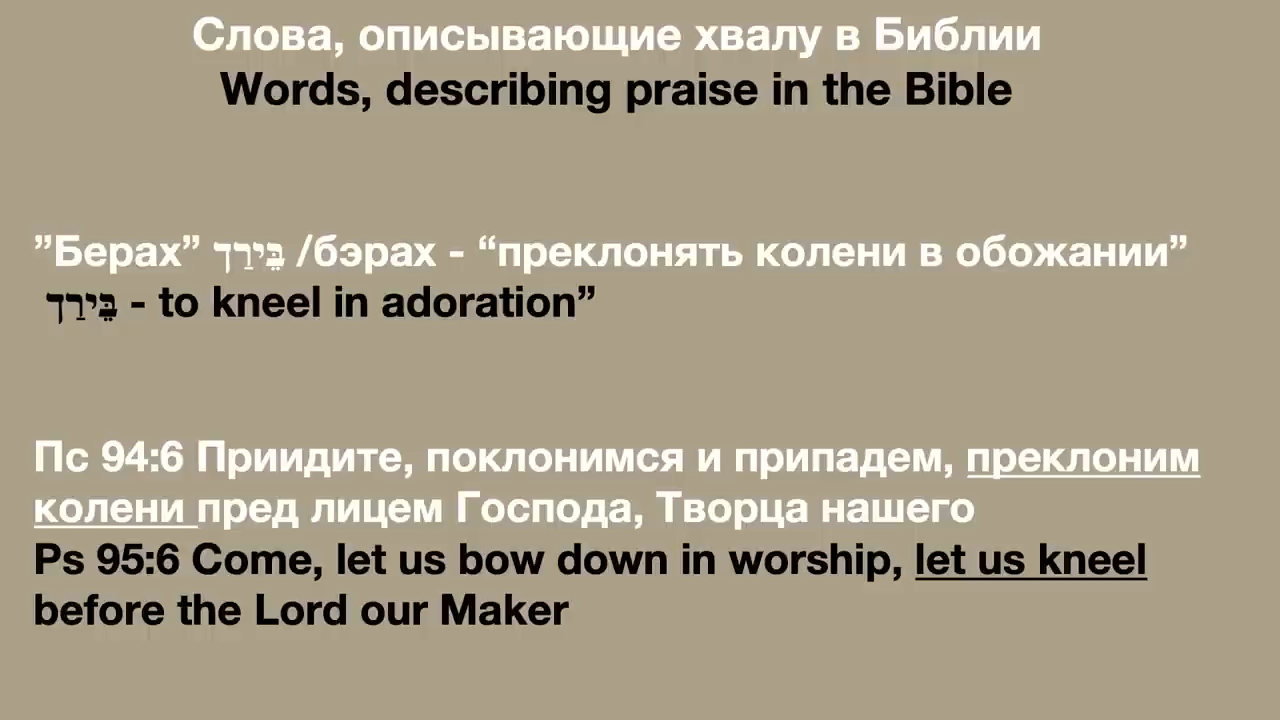 Слова, описывающие хвалу в Библии
Words, describing praise in the Bible
”Берах” בֵּירַך /бэрах - “преклонять колени в обожании”
בֵּירַך - to kneel in adoration”
Пс 94:6 Приидите, поклонимся и припадем, преклоним
колени пред лицем Господа, Творца нашего
Ps 95:6 Come, let us bow down in worship, let us kneel
before the Lord our Maker